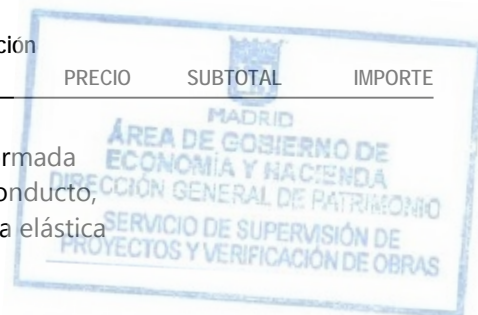 ción
PRECIO SUBTOTAL IMPORTE
MADRID
ÁREA DE GOBIERNO DE
ECONOMÍA Y HACIENDA
DIRECCIÓN GENERAL DE PATRIMONIO
SERVICIO DE SUPERVISIÓN DE
PROYECTOS Y VERIFICACIÓN DE OBRAS
rmada
onducto,
a elástica